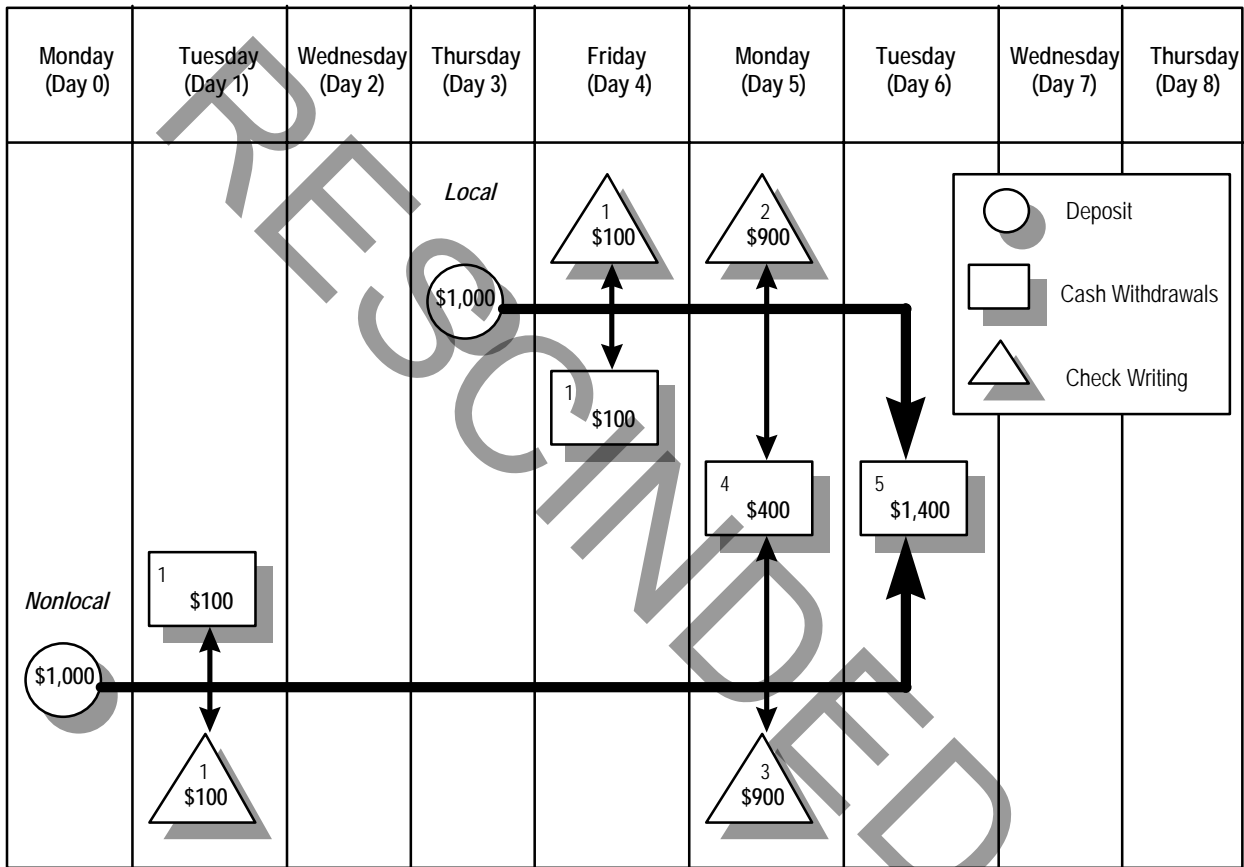 Monday
(Day 0)
Tuesday
(Day 1)
Wednesday
(Day 2)
Thursday
(Day 3)
Friday
(Day 4)
Monday
(Day 5)
Tuesday
(Day 6)
Wednesday
(Day 7)
Thursday
(Day 8)
Local
1
$100
2
$900
Deposit
$1,000
Cash Withdrawals
Check Writing
1
$100
4
$400
5
$1,400
1
$100
Nonlocal
$1,000
1
$100
3
$900
RESCINDED